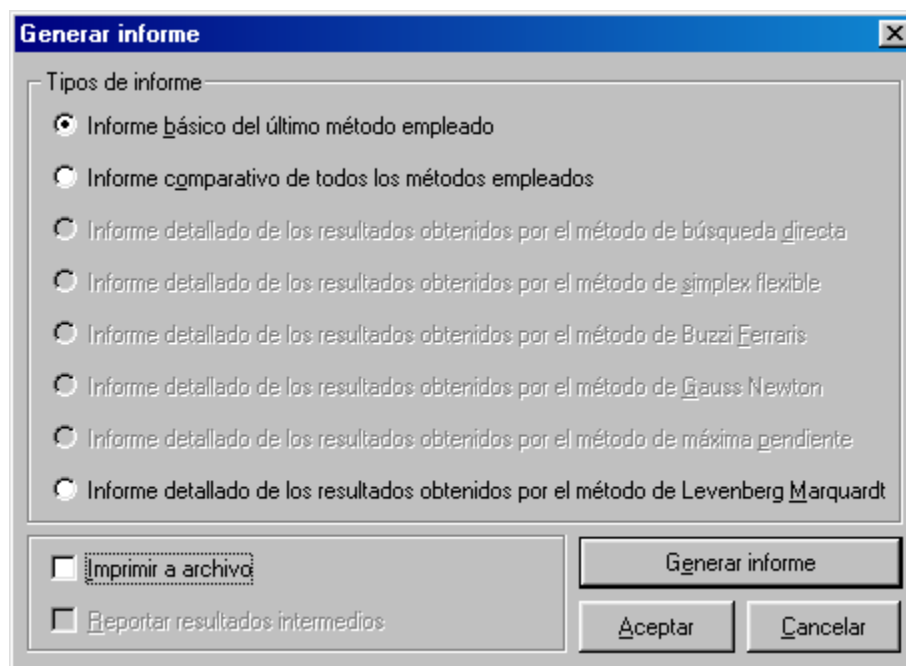 Generar informe
Tipos de informe
Informe básico del último método empleado
Informe comparativo de todos los métodos empleados
Informe detallado de los resultados obtenidos por el método de búsqueda directa
Informe detallado de los resultados obtenidos por el método de simplex flexible
Informe detallado de los resultados obtenidos por el método de Buzzi Ferraris
Informe detallado de los resultados obtenidos por el método de Gauss Newton
Informe detallado de los resultados obtenidos por el método de máxima pendiente
Informe detallado de los resultados obtenidos por el método de Levenberg Marquardt
Imprimir a archivo
Reportar resultados intermedios
Generar informe
Aceptar
Cancelar